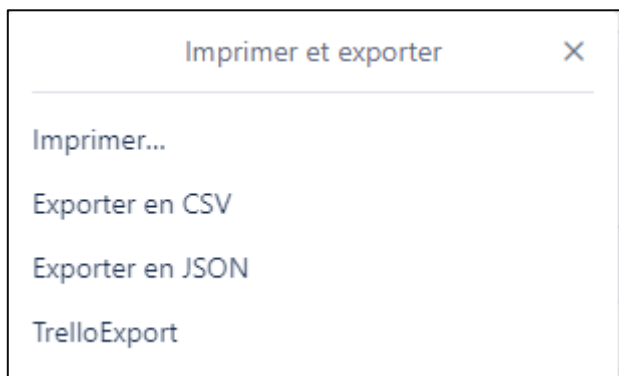 Imprimer et exporter
Imprimer...
Exporter en CSV
Exporter en JSON
TrelloExport